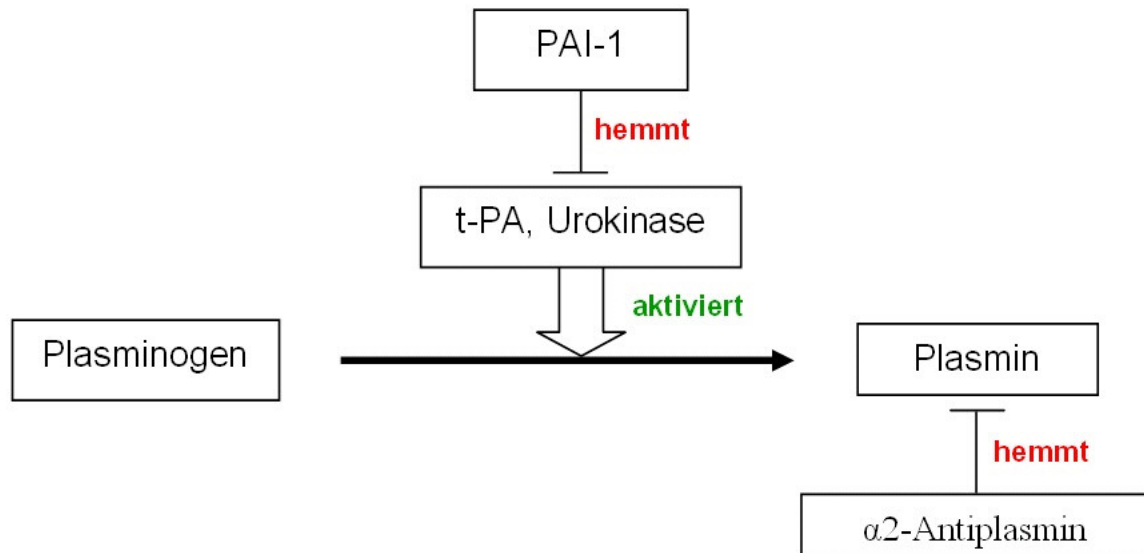 PAI-1
hemmt
t-PA, Urokinase
aktiviert
Plasminogen
Plasmin
hemmt
α2-Antiplasmin